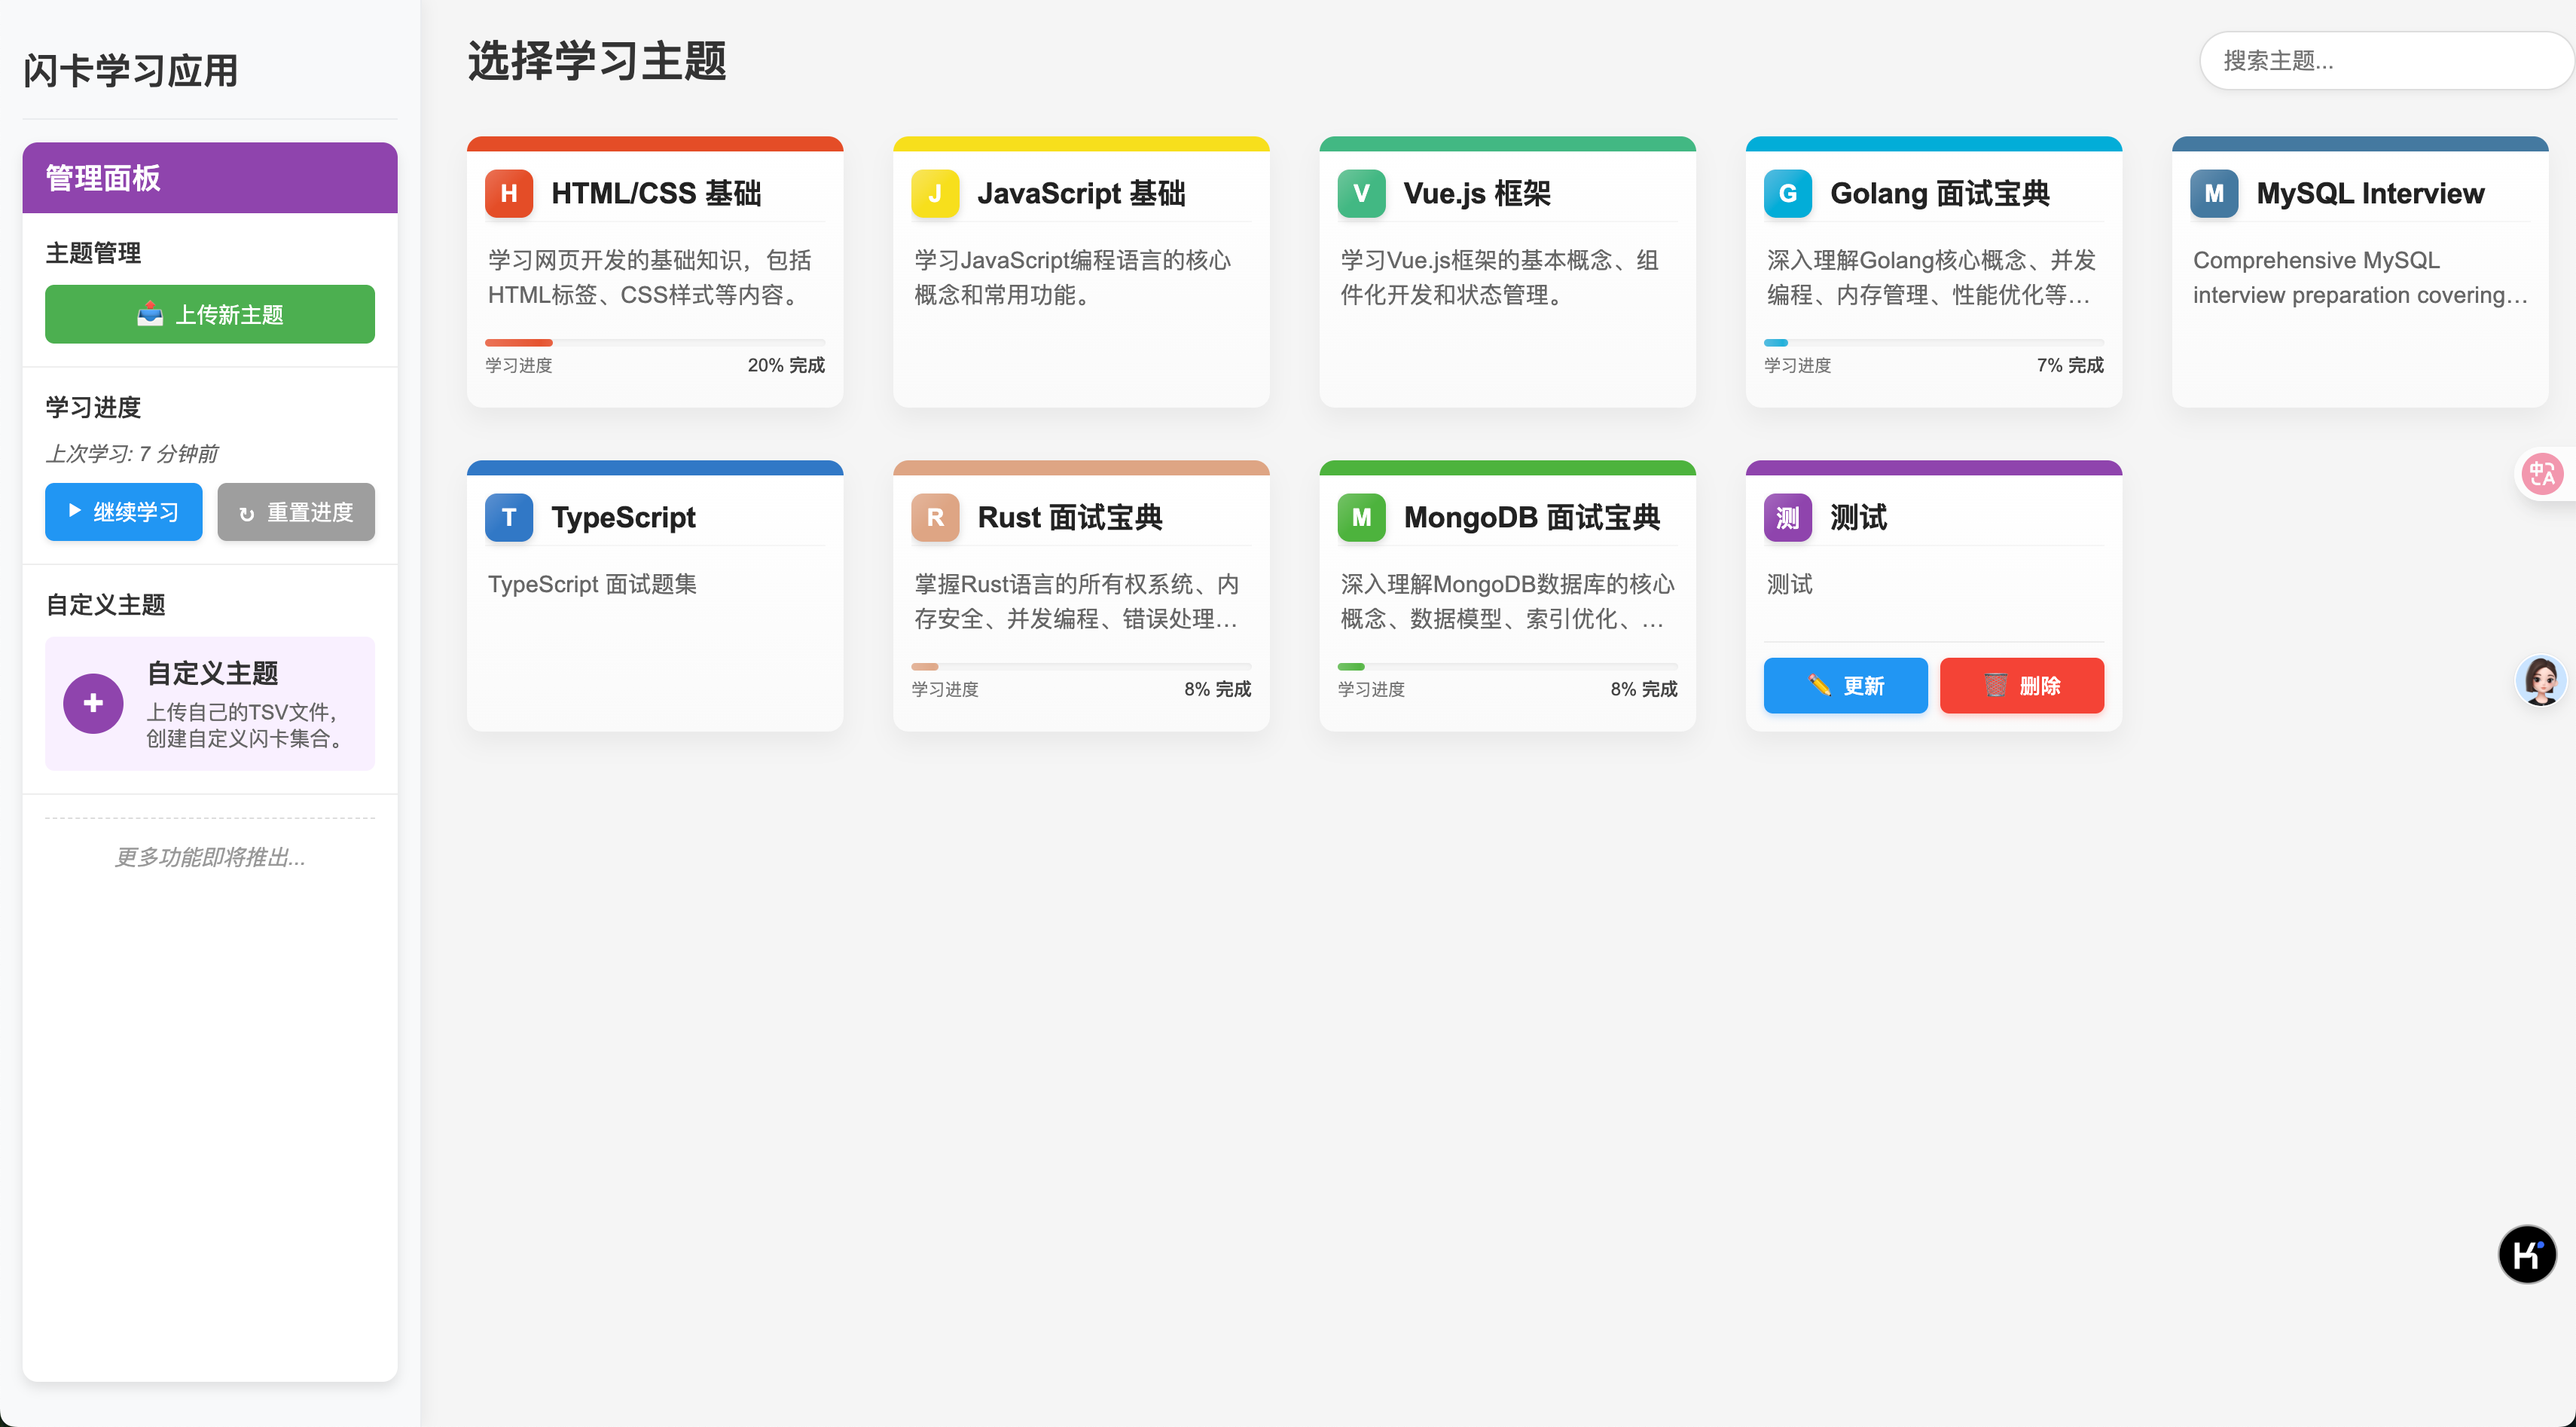 闪卡学习应用
管理面板
主题管理
上传新主题
学习进度
上次学习: 7 分钟前
继续学习
重置进度
自定义主题
自定义主题
上传自己的TSV文件，
创建自定义闪卡集合。
更多功能即将推出...
选择学习主题
搜索主题...
H
HTML/CSS 基础
学习网页开发的基础知识，包括
HTML标签、CSS样式等内容。
学习进度
20% 完成
J
JavaScript 基础
学习JavaScript编程语言的核心
概念和常用功能。
V
Vue.js 框架
学习Vue.js框架的基本概念、组
件化开发和状态管理。
G
Golang 面试宝典
深入理解Golang核心概念、并发
编程、内存管理、性能优化等…
学习进度
7% 完成
M
MySQL Interview
Comprehensive MySQL
interview preparation covering…
T
TypeScript
TypeScript 面试题集
R
Rust 面试宝典
掌握Rust语言的所有权系统、内
存安全、并发编程、错误处理…
学习进度
8% 完成
M
MongoDB 面试宝典
深入理解MongoDB数据库的核心
概念、数据模型、索引优化、…
学习进度
8% 完成
测
测试
测试
更新
删除
中A
K